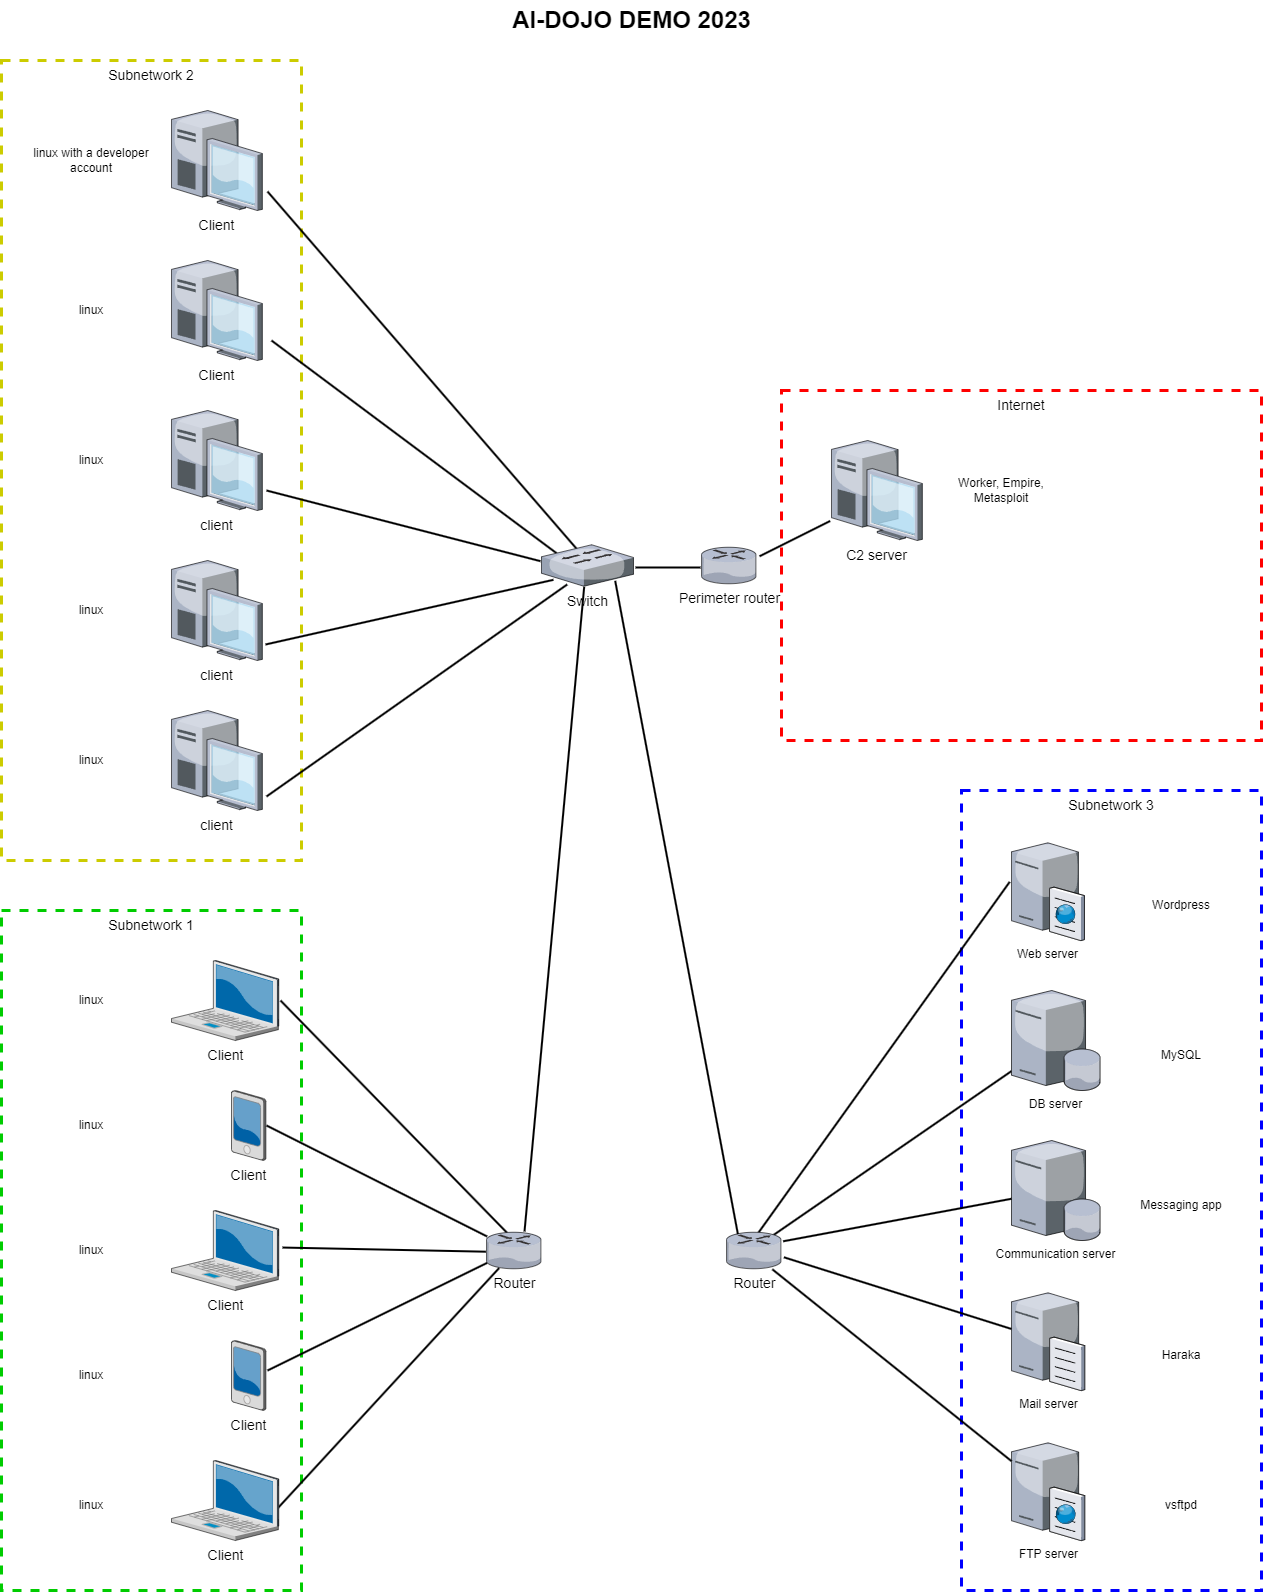 AI-DOJO DEMO 2023
Subnetwork 2
linux with a developer
account
Client
linux
Client
linux
client
linux
client
linux
client
Internet
Worker, Empire,
Metasploit
C2 server
Switch
Perimeter router
Subnetwork 3
Wordpress
Web server
MySQL
DB server
Messaging app
Communication server
Haraka
Mail server
vsftpd
FTP server
Subnetwork 1
linux
Client
linux
Client
linux
Client
linux
Client
linux
Client
Router
Router